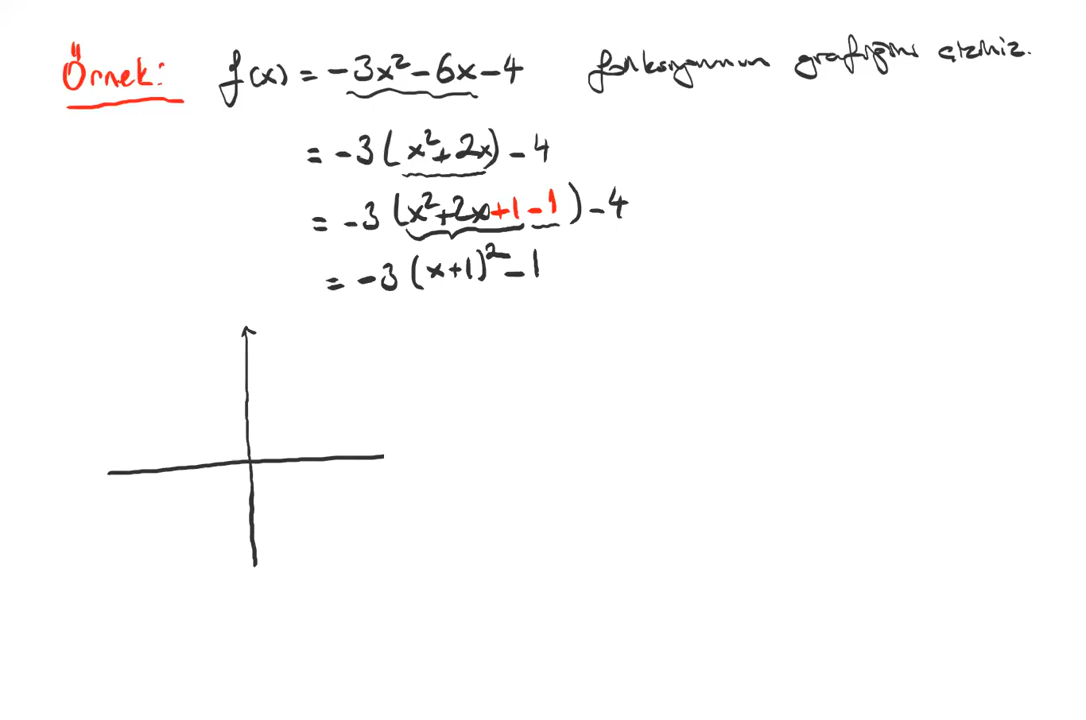 Örnek: f(x) = -3x² - 6x - 4 fonksiyonunun grafiğini çiziniz.
= -3(x² + 2x) - 4
= -3(x² + 2x + 1 - 1) - 4
= -3(x+1)² - 1